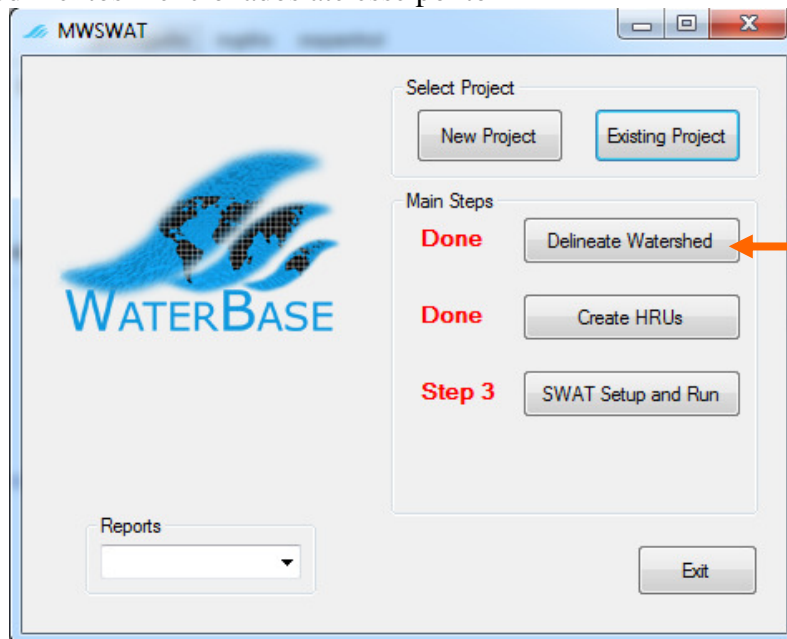 MWSWAT
Select Project
New Project
Existing Project
Main Steps
Done
Delineate Watershed
WATERBASE
Done
Create HRUs
Step 3
SWAT Setup and Run
Reports
Exit